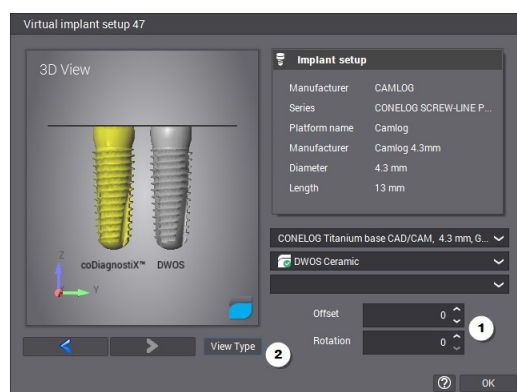 Virtual implant setup 47
3D View
coDiagnostiX™ DWOS
Z
Y
View Type
2
Implant setup
Manufacturer CAMLOG
Series CONELOG SCREW-LINE P...
Platform name Camlog
Manufacturer Camlog 4.3mm
Diameter 4.3 mm
Length 13 mm
CONELOG Titanium base CAD/CAM, 4.3 mm, G...
DWOS Ceramic
Offset 0
Rotation 0
1
? OK